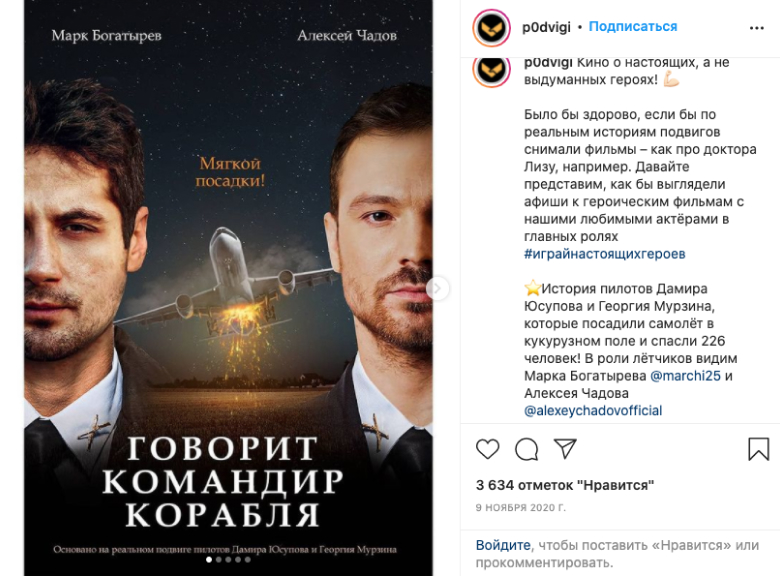 Марк Богатырев
Алексей Чадов
Мягкой
посадки!
ГОВОРИТ
КОМАНДИР
КОРАБЛЯ
Основано на реальном подвиге пилотов Дамира Юсупова и Георгия Мурзина
p0dvigi • Подписаться
p0dvigi Кино о настоящих, а не
выдуманных героях! 💪🏻
Было бы здорово, если бы по
реальным историям подвигов
снимали фильмы – как про доктора
Лизу, например. Давайте
представим, как бы выглядели
афиши к героическим фильмам с
нашими любимыми актёрами в
главных ролях
#играйнастоящихгероев
⭐История пилотов Дамира
Юсупова и Георгия Мурзина,
которые посадили самолёт в
кукурузном поле и спасли 226
человек! В роли лётчиков видим
Марка Богатырева @marchi25 и
Алексея Чадова
@alexeychadovofficial
3 634 отметок "Нравится"
9 НОЯБРЯ 2020 Г.
Войдите, чтобы поставить «Нравится» или
прокомментировать.